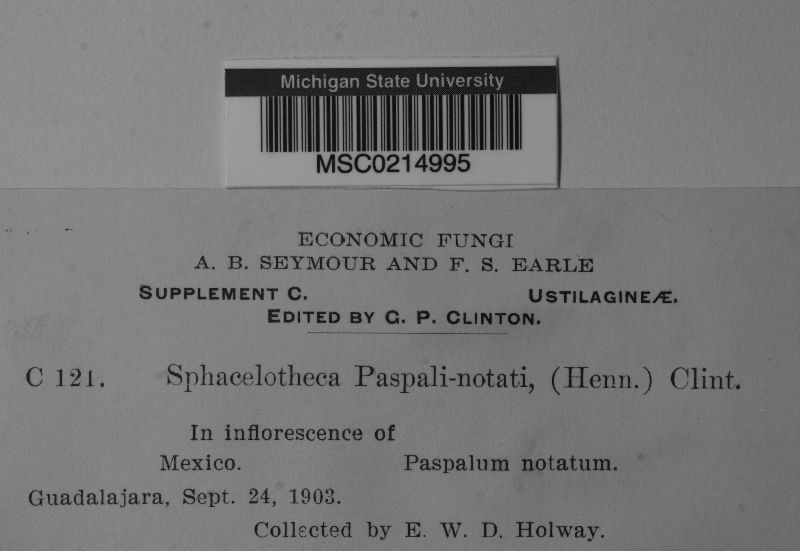 Michigan State University
MSC0214995
ECONOMIC FUNGI
A. B. SEYMOUR AND F. S. EARLE
SUPPLEMENT C. USTILAGINEÆ.
EDITED BY G. P. CLINTON.
C 121. Sphacelotheca Paspali-notati, (Henn.) Clint.
In inflorescence of
Mexico. Paspalum notatum.
Guadalajara, Sept. 24, 1903.
Collected by E. W. D. Holway.